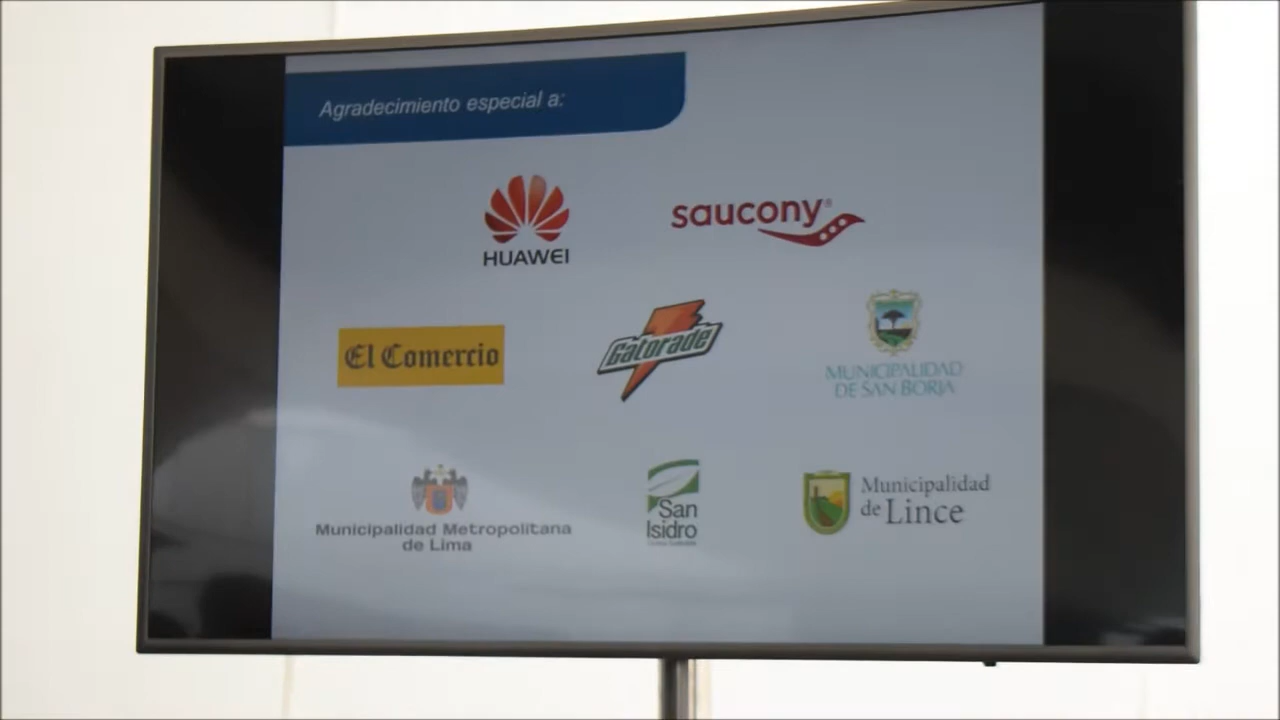 Agradecimiento especial a:
HUAWEI
saucony®
El Comercio
Gatorade
MUNICIPALIDAD
DE SAN BORJA
Municipalidad Metropolitana
de Lima
San
Isidro
Municipalidad
de Lince